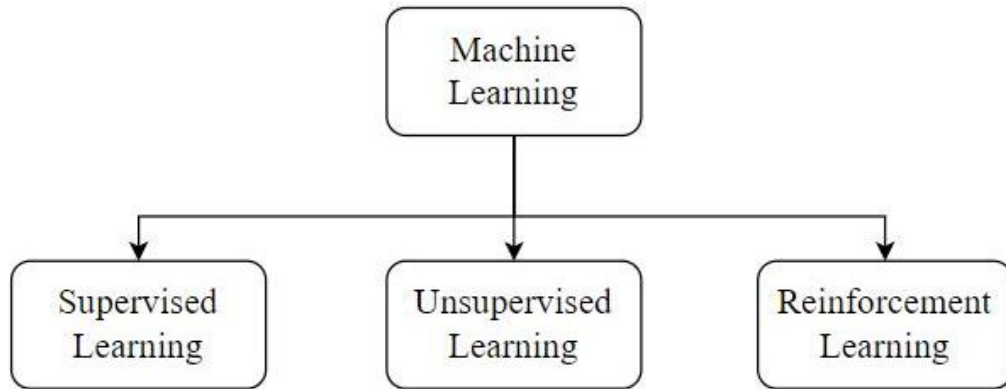 Machine
Learning
Supervised
Learning
Unsupervised
Learning
Reinforcement
Learning